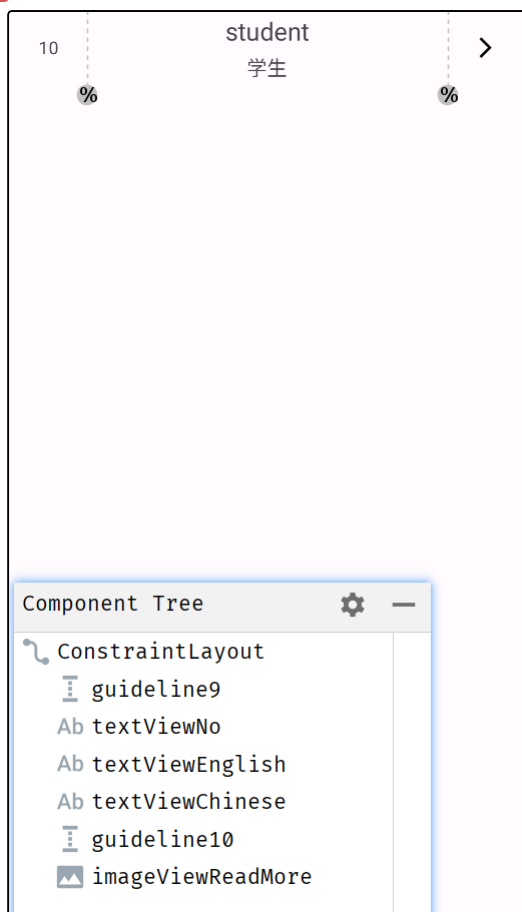 10
student
学生
%
%
Component Tree
ConstraintLayout
guideline9
Ab textViewNo
Ab textViewEnglish
Ab textViewChinese
guideline10
imageViewReadMore